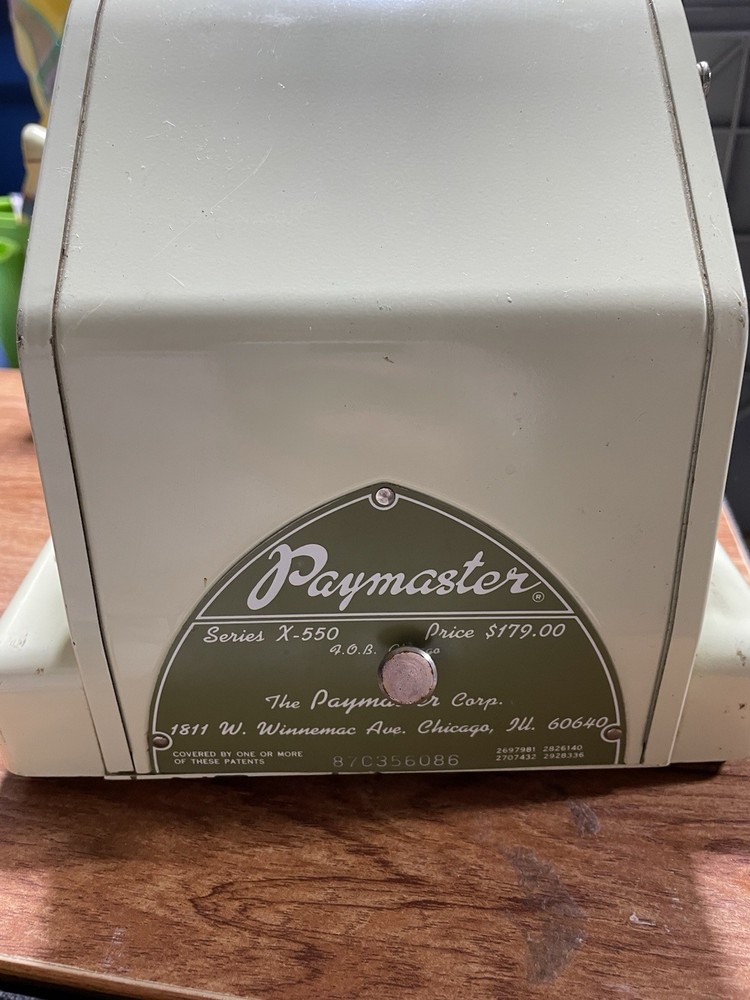 Paymaster®
Series X-550 Price $179.00
F.O.B.
The Paymaster Corp.
1811 W. Winnemac Ave. Chicago, Ill. 60640
COVERED BY ONE OR MORE
OF THESE PATENTS
87C356086
2697981 2826140
2707432 2928336